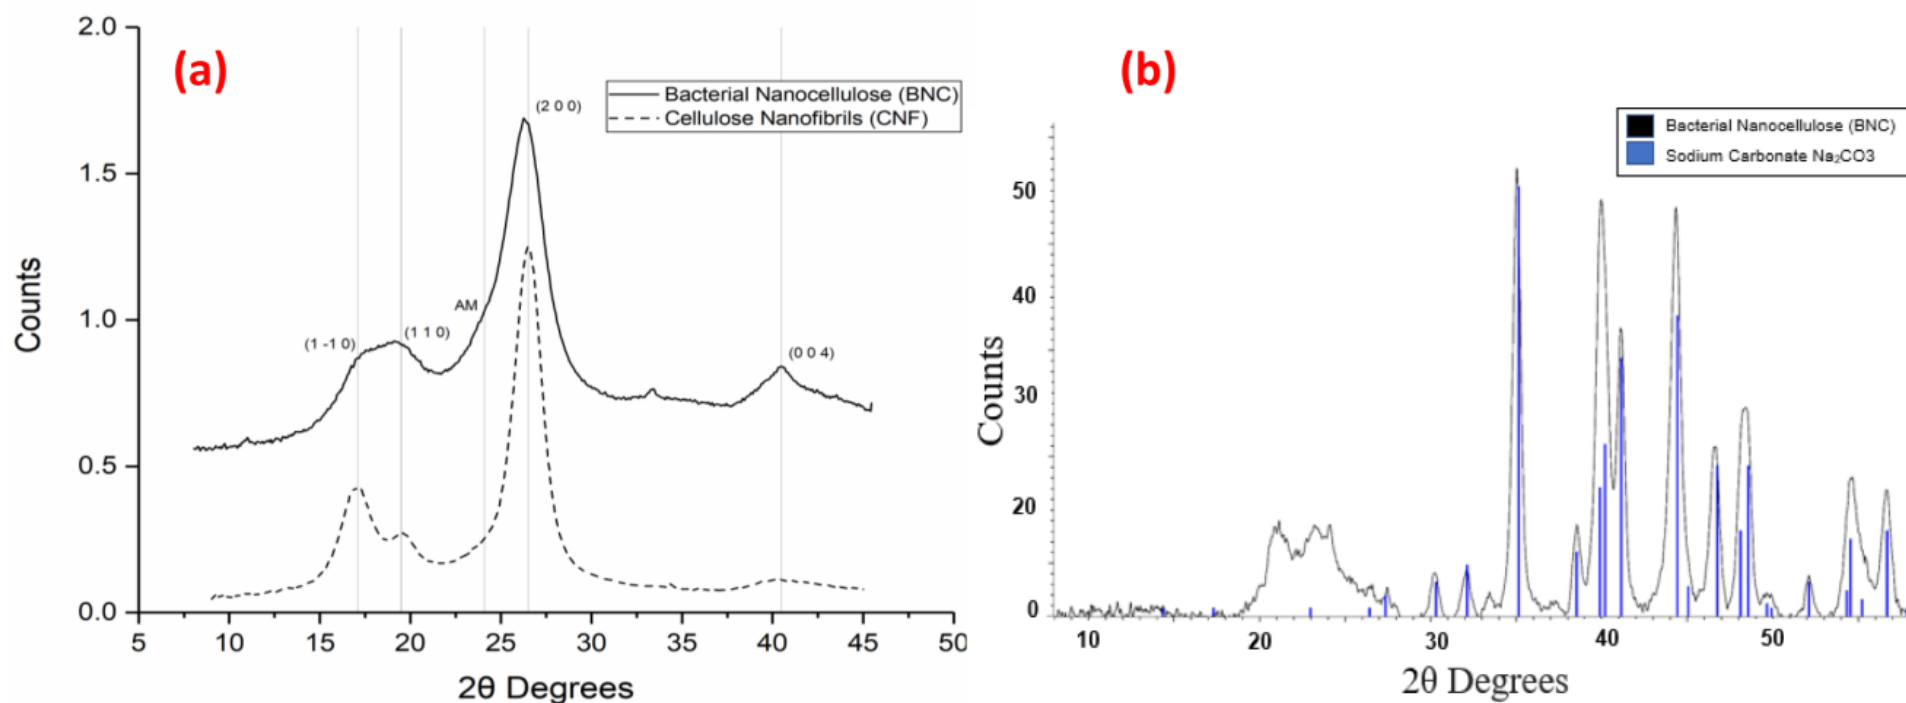 (a)
Bacterial Nanocellulose (BNC)
Cellulose Nanofibrils (CNF)
(2 0 0)
AM
(1 -1 0)
(1 1 0)
(0 0 4)
2.0
1.5
1.0
0.5
0.0
Counts
5 10 15 20 25 30 35 40 45 50
2θ Degrees
(b)
Bacterial Nanocellulose (BNC)
Sodium Carbonate Na₂CO3
50
40
30
20
0
Counts
10 20 30 40 50
2θ Degrees